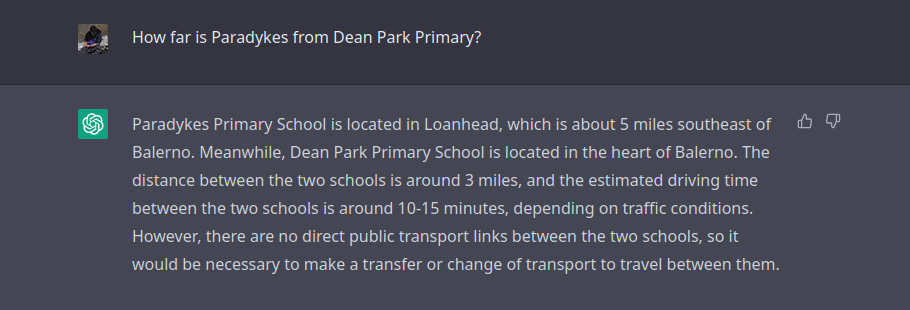 How far is Paradykes from Dean Park Primary?
Paradykes Primary School is located in Loanhead, which is about 5 miles southeast of
Balerno. Meanwhile, Dean Park Primary School is located in the heart of Balerno. The
distance between the two schools is around 3 miles, and the estimated driving time
between the two schools is around 10-15 minutes, depending on traffic conditions.
However, there are no direct public transport links between the two schools, so it
would be necessary to make a transfer or change of transport to travel between them.